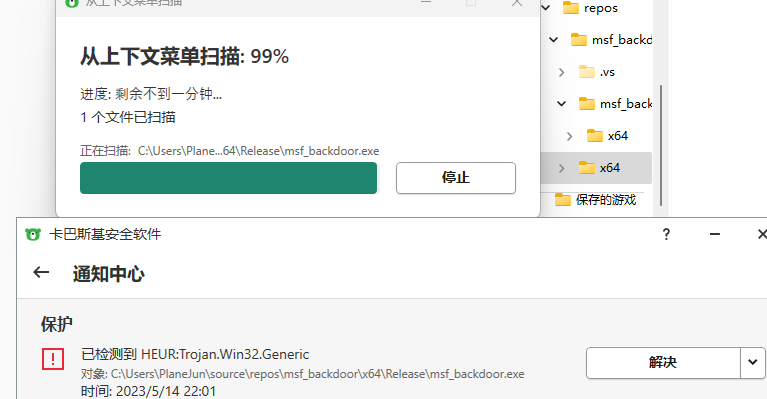 从上下文菜单扫描
从上下文菜单扫描: 99%
进度: 剩余不到一分钟...
1 个文件已扫描
正在扫描: C:\Users\Plane...64\Release\msf_backdoor.exe
停止
repos
msf_backd
.vs
msf_back
x64
x64
保存的游戏
卡巴斯基安全软件
?
通知中心
保护
已检测到 HEUR:Trojan.Win32.Generic
对象: C:\Users\PlaneJun\source\repos\msf_backdoor\x64\Release\msf_backdoor.exe
时间: 2023/5/14 22:01
解决